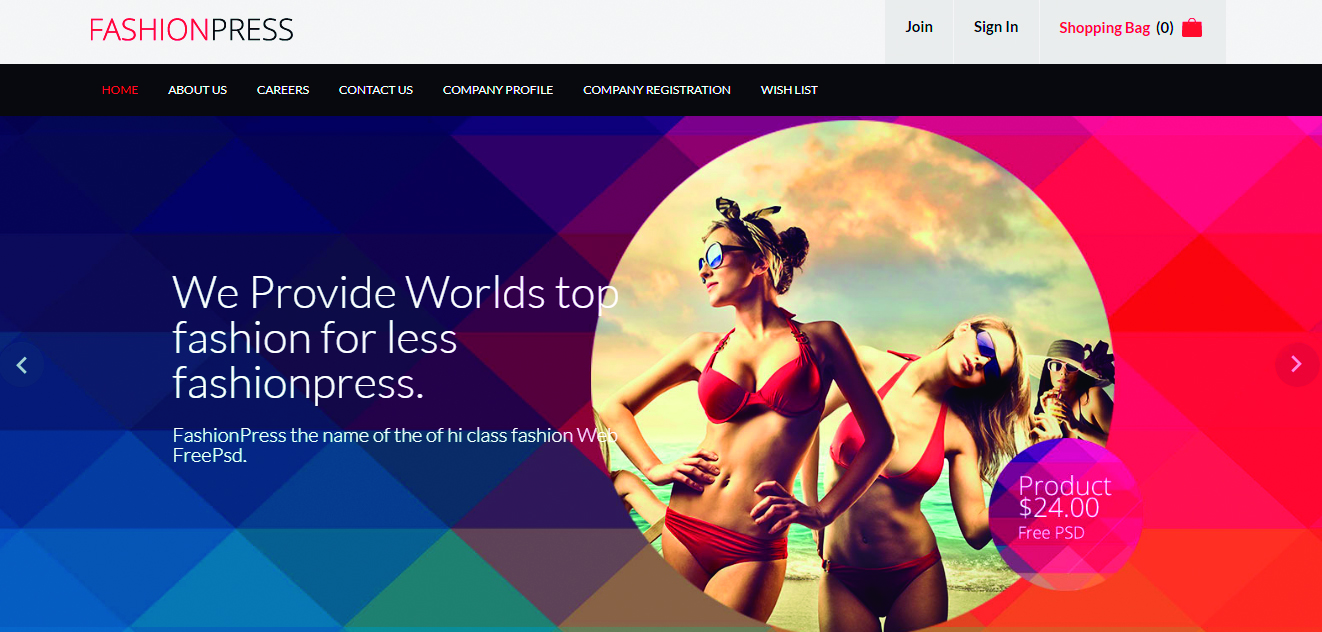 FASHIONPRESS
Join Sign In Shopping Bag (0)
HOME ABOUT US CAREERS CONTACT US COMPANY PROFILE COMPANY REGISTRATION WISH LIST
We Provide Worlds top
fashion for less
fashionpress.
FashionPress the name of the of hi class fashion Web
FreePsd.
Product
$24.00
Free PSD